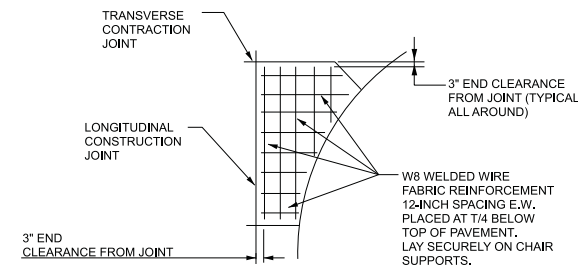 TRANSVERSE
CONTRACTION
JOINT
3" END CLEARANCE
FROM JOINT (TYPICAL
ALL AROUND)
LONGITUDINAL
CONSTRUCTION
JOINT
W8 WELDED WIRE
FABRIC REINFORCEMENT
12-INCH SPACING E.W.
PLACED AT T/4 BELOW
TOP OF PAVEMENT.
LAY SECURELY ON CHAIR
SUPPORTS.
3" END
CLEARANCE FROM JOINT